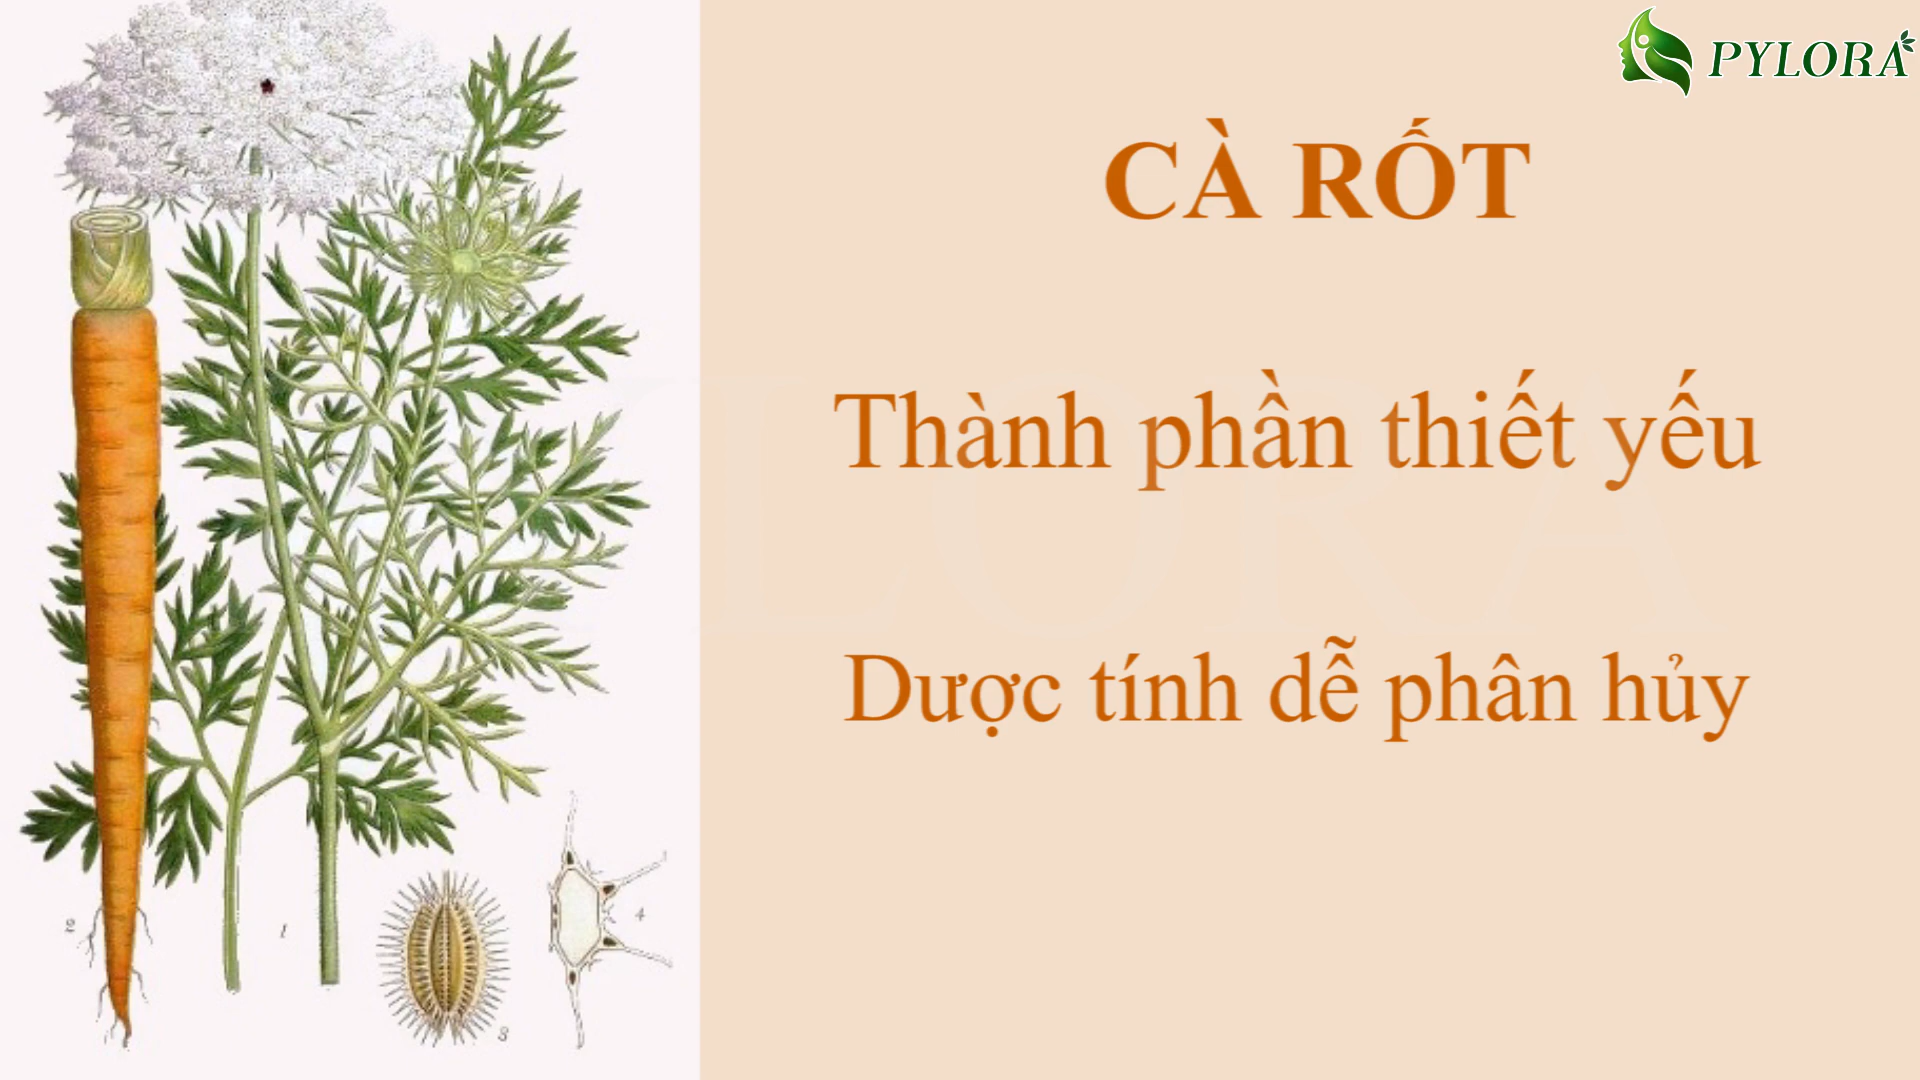 PYLORA
CÀ RỐT
Thành phần thiết yếu
Dược tính dễ phân hủy
2
1
3
4